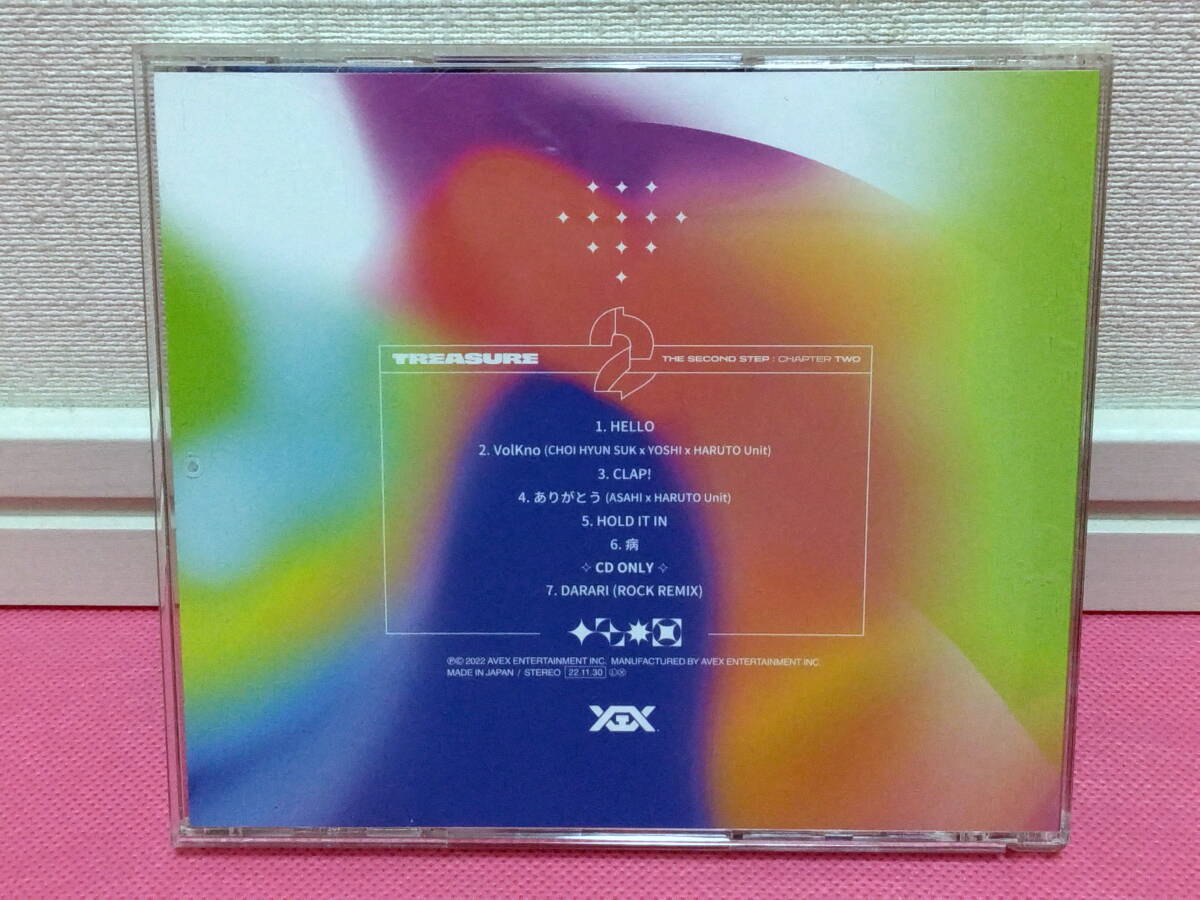 TREASURE
THE SECOND STEP : CHAPTER TWO
1. HELLO
2. VolKno (CHOI HYUN SUK x YOSHI x HARUTO Unit)
3. CLAP!
4. ありがとう (ASAHI x HARUTO Unit)
5. HOLD IT IN
6. 病
✧ CD ONLY ✧
7. DARARI (ROCK REMIX)
Ⓟ© 2022 AVEX ENTERTAINMENT INC. MANUFACTURED BY AVEX ENTERTAINMENT INC.
MADE IN JAPAN / STEREO 22.11.30 ⓁⓍ
YGEX